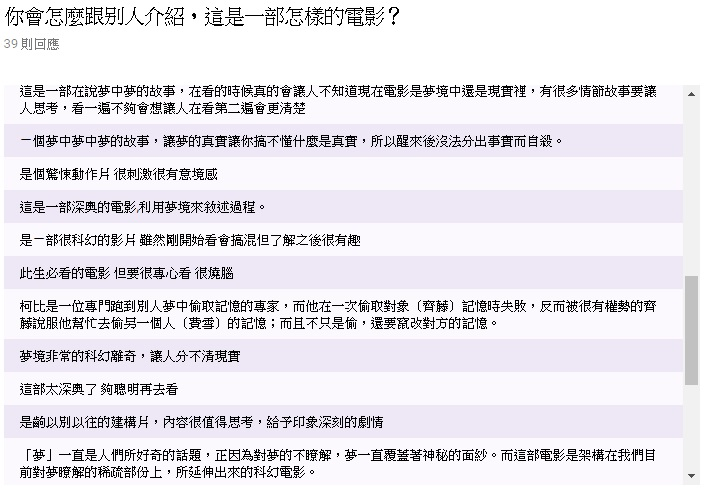 你會怎麼跟別人介紹，這是一部怎樣的電影？
39 則回應
這是一部在說夢中夢的故事，在看的時候真的會讓人不知道現在電影是夢境中還是現實裡，有很多情節故事要讓
人思考，看一遍不夠會想讓人在看第二遍會更清楚
ㄧ個夢中夢中夢的故事，讓夢的真實讓你搞不懂什麼是真實，所以醒來後沒法分出事實而自殺。
是個驚悚動作片 很刺激很有意境感
這是一部深奧的電影,利用夢境來敘述過程。
是ㄧ部很科幻的影片 雖然剛開始看會搞混但了解之後很有趣
此生必看的電影 但要很專心看 很燒腦
柯比是一位專門跑到別人夢中偷取記憶的專家，而他在一次偷取對象（齊藤）記憶時失敗，反而被很有權勢的齊
藤說服他幫忙去偷另一個人（費雪）的記憶；而且不只是偷，還要竄改對方的記憶。
夢境非常的科幻離奇，讓人分不清現實
這部太深奧了 夠聰明再去看
是齣以別以往的建構片，內容很值得思考，給予印象深刻的劇情
「夢」一直是人們所好奇的話題，正因為對夢的不瞭解，夢一直覆蓋著神秘的面紗。而這部電影是架構在我們目
前對夢瞭解的稀疏部份上，所延伸出來的科幻電影。